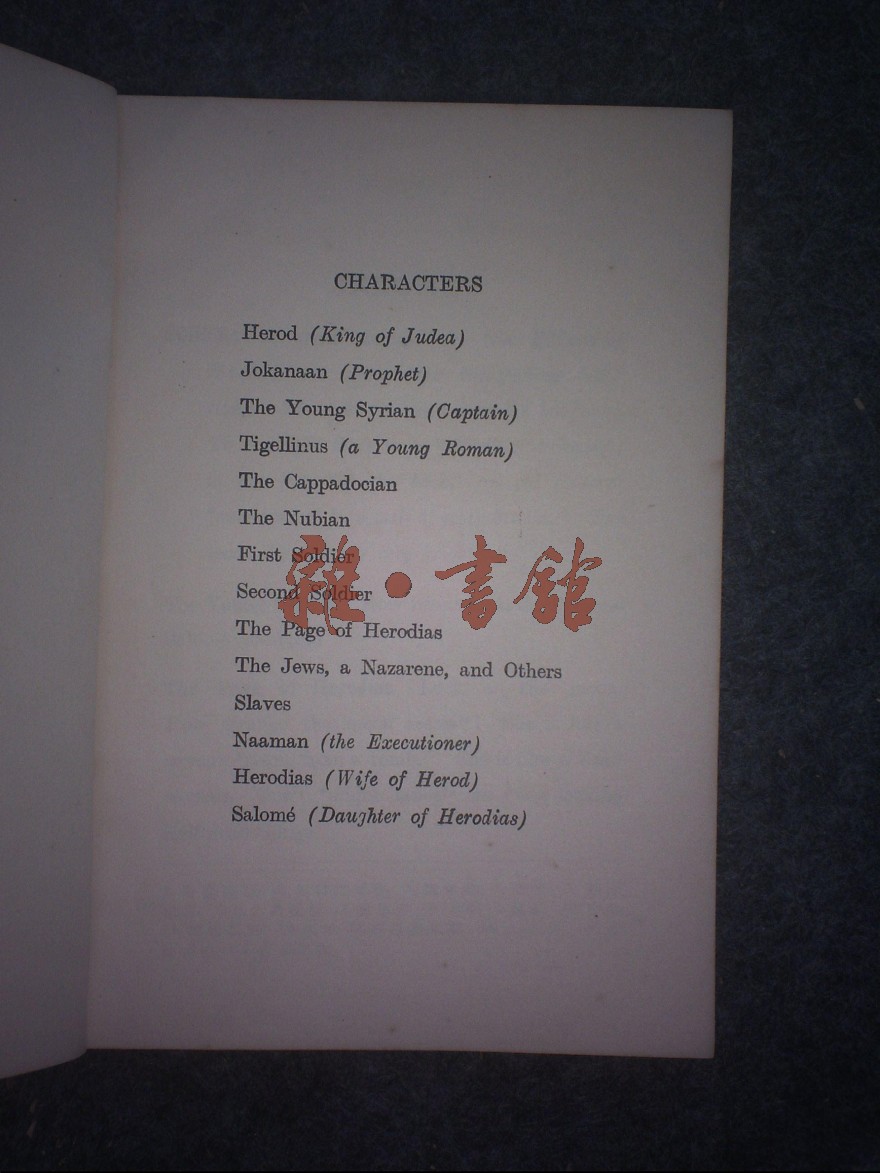 CHARACTERS
Herod (King of Judea)
Jokanaan (Prophet)
The Young Syrian (Captain)
Tigellinus (a Young Roman)
The Cappadocian
The Nubian
First Soldier
Second Soldier
雜·書館
The Page of Herodias
The Jews, a Nazarene, and Others
Slaves
Naaman (the Executioner)
Herodias (Wife of Herod)
Salomé (Daughter of Herodias)